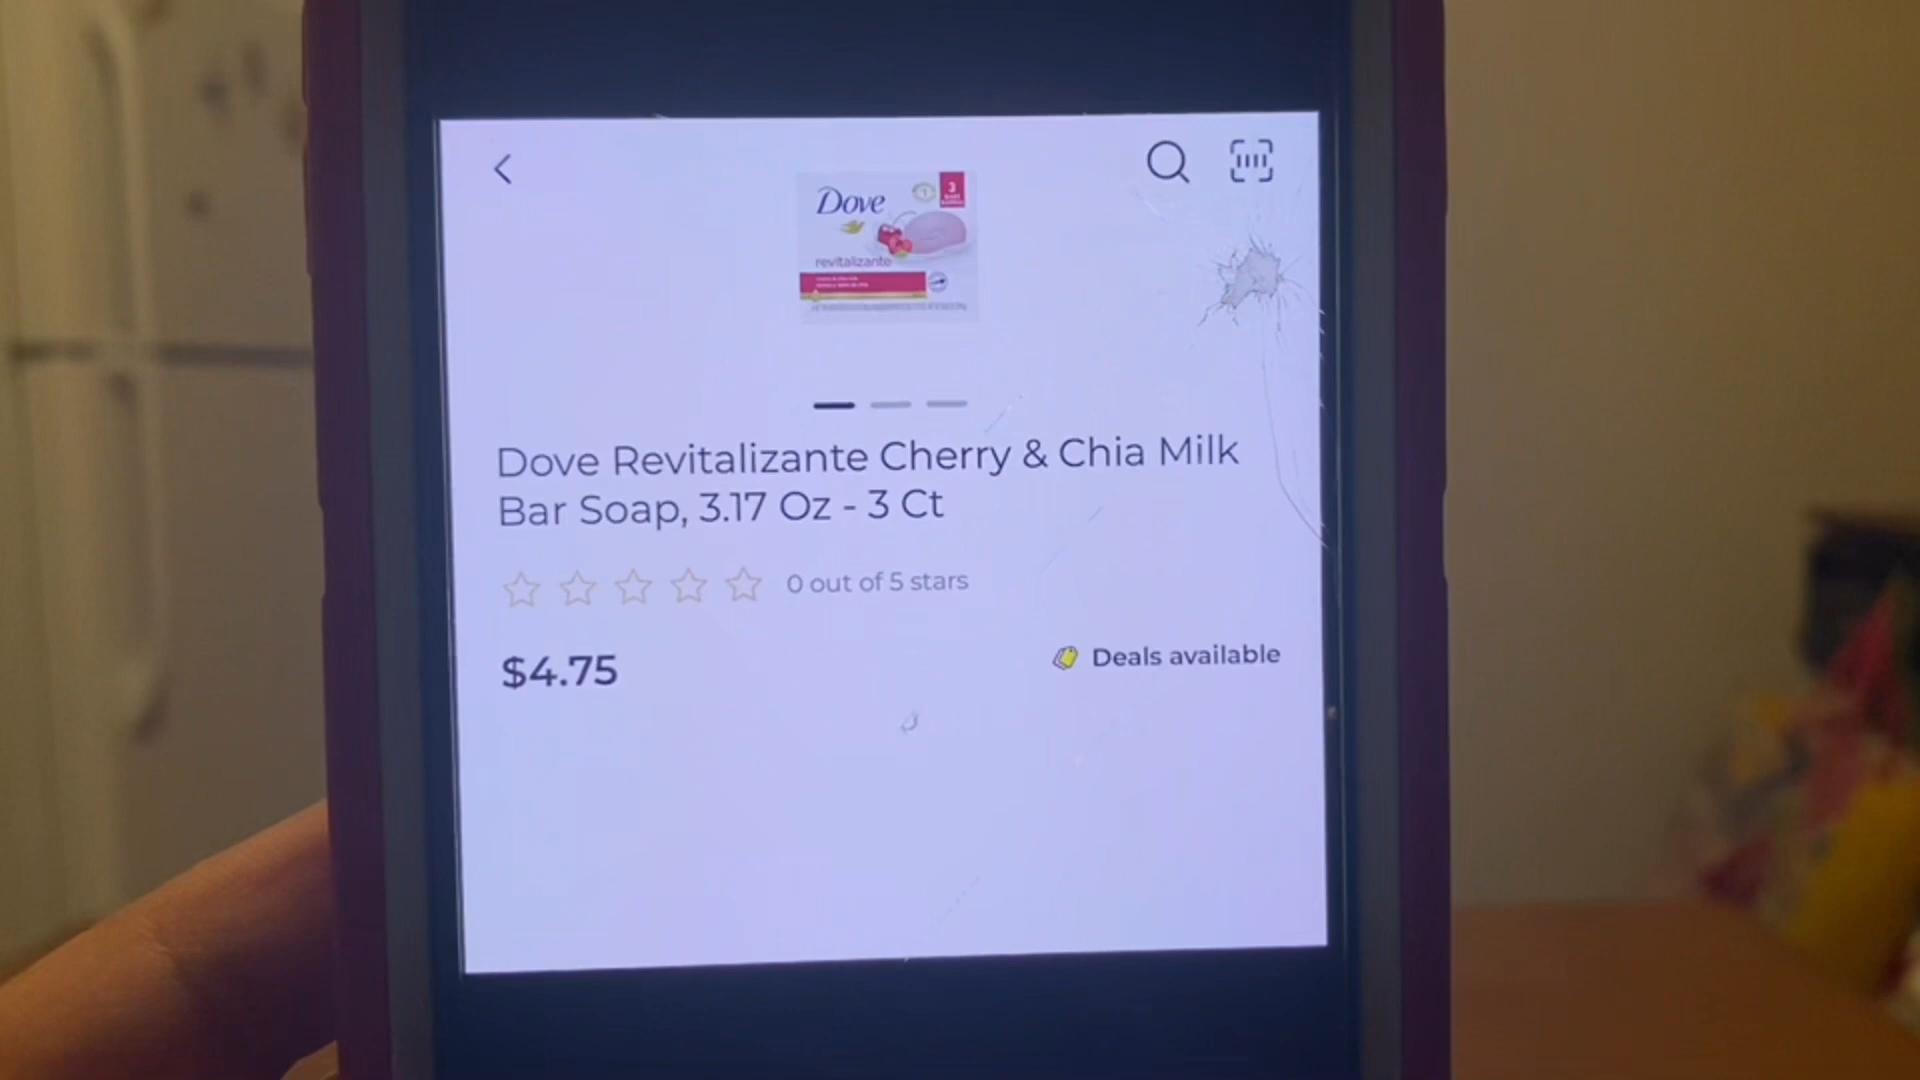 Dove
3
revitalizante
Dove Revitalizante Cherry & Chia Milk
Bar Soap, 3.17 Oz - 3 Ct
0 out of 5 stars
$4.75
Deals available